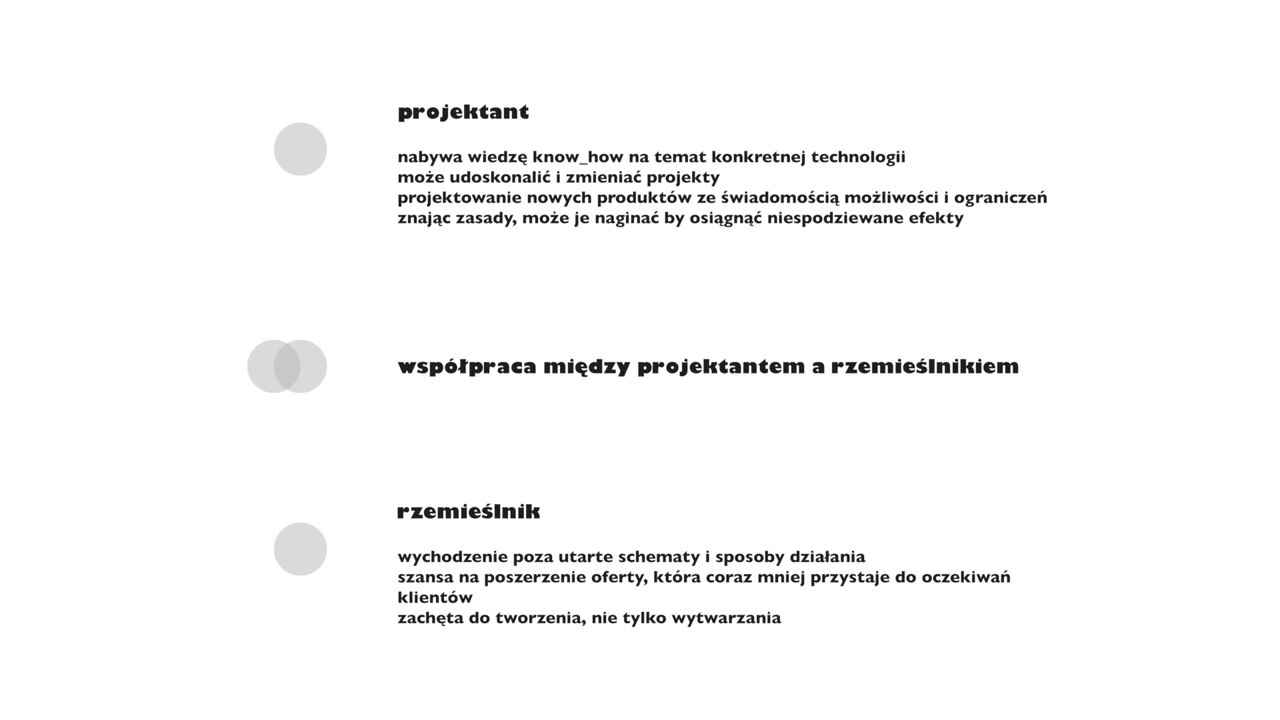 projektant
nabywa wiedzę know_how na temat konkretnej technologii
może udoskonalić i zmieniać projekty
projektowanie nowych produktów ze świadomością możliwości i ograniczeń
znając zasady, może je naginać by osiągnąć niespodziewane efekty
współpraca między projektantem a rzemieślnikiem
rzemieślnik
wychodzenie poza utarte schematy i sposoby działania
szansa na poszerzenie oferty, która coraz mniej przystaje do oczekiwań
klientów
zachęta do tworzenia, nie tylko wytwarzania